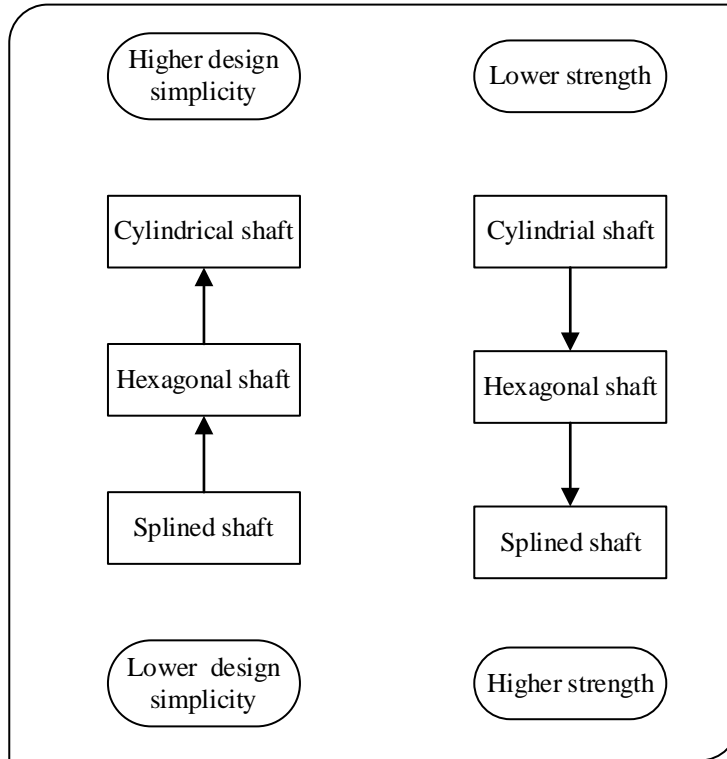 Higher design
simplicity
Cylindrical shaft
Hexagonal shaft
Splined shaft
Lower design
simplicity
Lower strength
Cylindrial shaft
Hexagonal shaft
Splined shaft
Higher strength